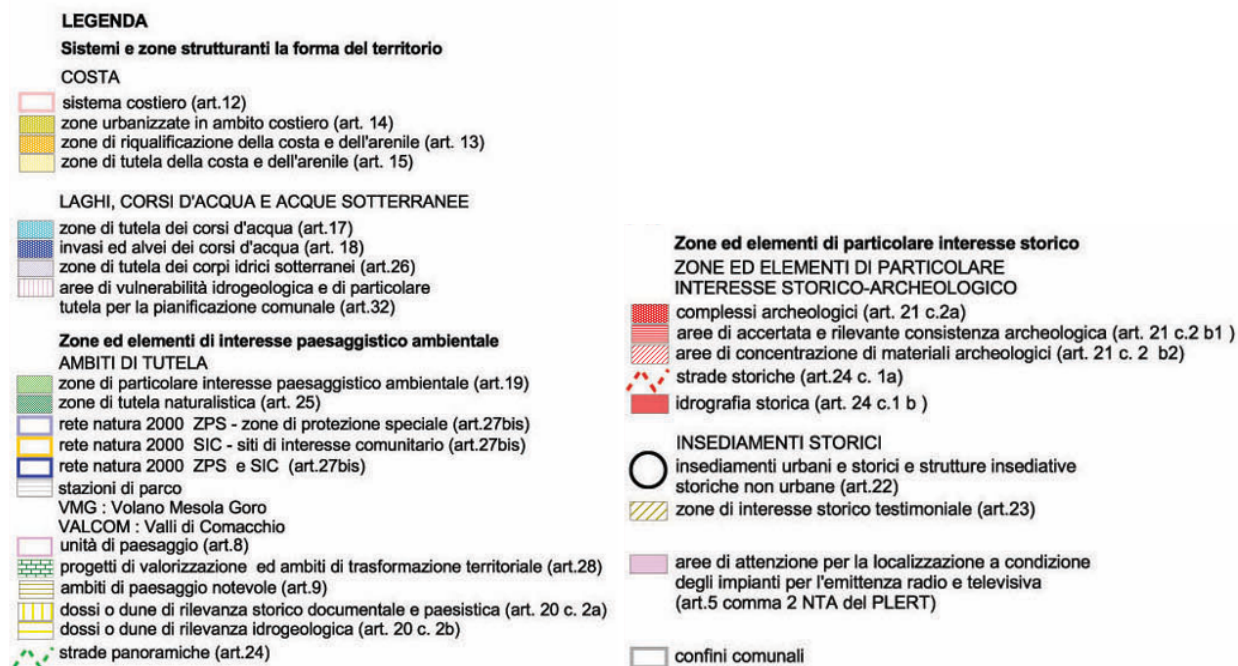 LEGENDA
Sistemi e zone strutturanti la forma del territorio
COSTA
sistema costiero (art.12)
zone urbanizzate in ambito costiero (art. 14)
zone di riqualificazione della costa e dell'arenile (art. 13)
zone di tutela della costa e dell'arenile (art. 15)
LAGHI, CORSI D'ACQUA E ACQUE SOTTERRANEE
zone di tutela dei corsi d'acqua (art.17)
invasi ed alvei dei corsi d'acqua (art. 18)
zone di tutela dei corpi idrici sotterranei (art.26)
aree di vulnerabilità idrogeologica e di particolare
tutela per la pianificazione comunale (art.32)
Zone ed elementi di interesse paesaggistico ambientale
AMBITI DI TUTELA
zone di particolare interesse paesaggistico ambientale (art.19)
zone di tutela naturalistica (art. 25)
rete natura 2000 ZPS - zone di protezione speciale (art.27bis)
rete natura 2000 SIC - siti di interesse comunitario (art.27bis)
rete natura 2000 ZPS e SIC (art.27bis)
stazioni di parco
VMG : Volano Mesola Goro
VALCOM : Valli di Comacchio
unità di paesaggio (art.8)
progetti di valorizzazione ed ambiti di trasformazione territoriale (art.28)
ambiti di paesaggio notevole (art.9)
dossi o dune di rilevanza storico documentale e paesistica (art. 20 c. 2a)
dossi o dune di rilevanza idrogeologica (art. 20 c. 2b)
strade panoramiche (art.24)
Zone ed elementi di particolare interesse storico
ZONE ED ELEMENTI DI PARTICOLARE
INTERESSE STORICO-ARCHEOLOGICO
complessi archeologici (art. 21 c.2a)
aree di accertata e rilevante consistenza archeologica (art. 21 c.2 b1 )
aree di concentrazione di materiali archeologici (art. 21 c. 2 b2)
strade storiche (art.24 c. 1a)
idrografia storica (art. 24 c.1 b )
INSEDIAMENTI STORICI
insediamenti urbani e storici e strutture insediative
storiche non urbane (art.22)
zone di interesse storico testimoniale (art.23)
aree di attenzione per la localizzazione a condizione
degli impianti per l'emittenza radio e televisiva
(art.5 comma 2 NTA del PLERT)
confini comunali